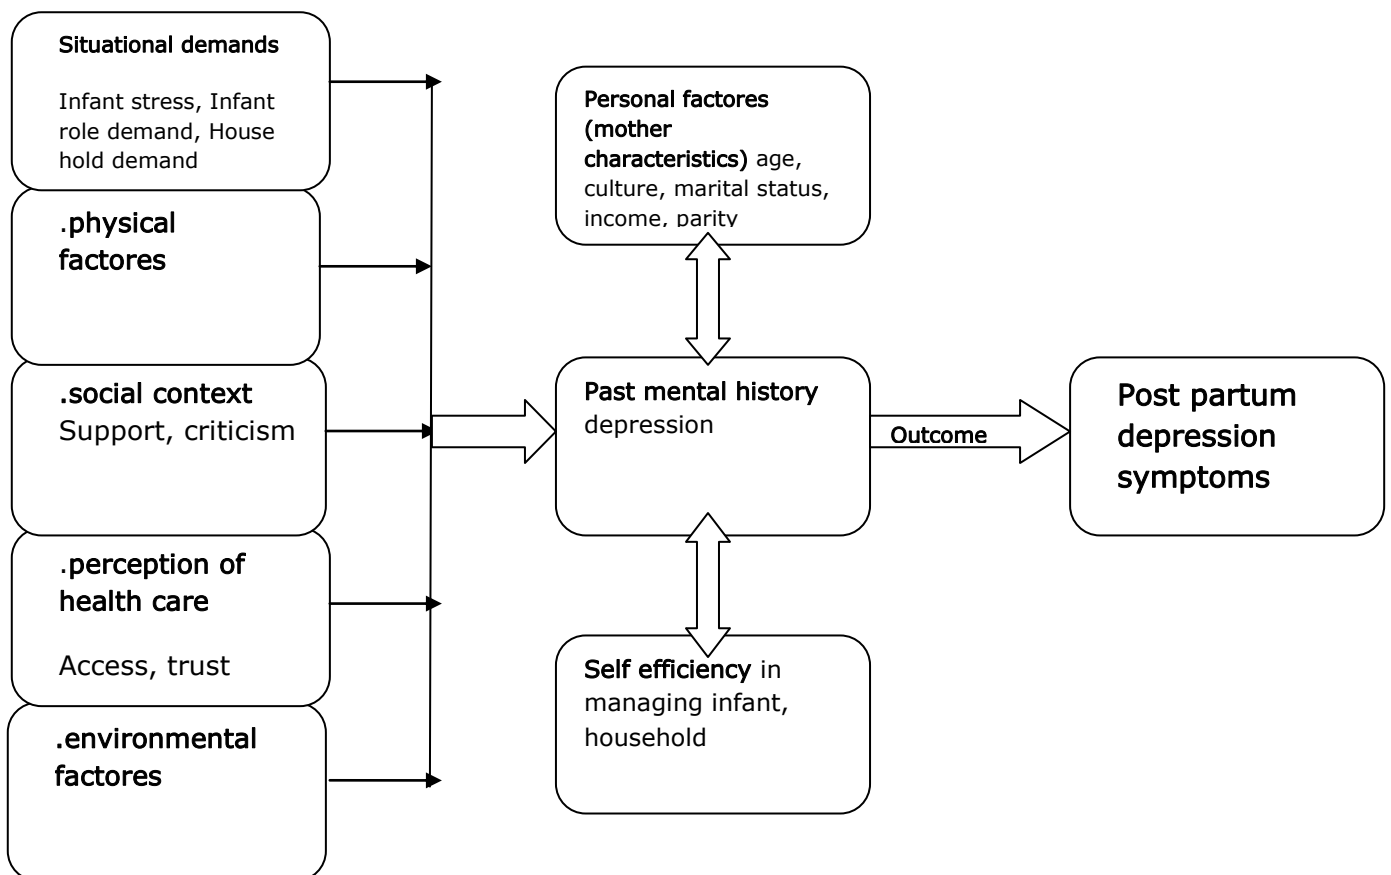 Situational demands
Infant stress, Infant
role demand, House
hold demand
.physical
factores
.social context
Support, criticism
.perception of
health care
Access, trust
.environmental
factores
Personal factores
(mother
characteristics) age,
culture, marital status,
income, parity
Past mental history
depression
Self efficiency in
managing infant,
household
Outcome
Post partum
depression
symptoms